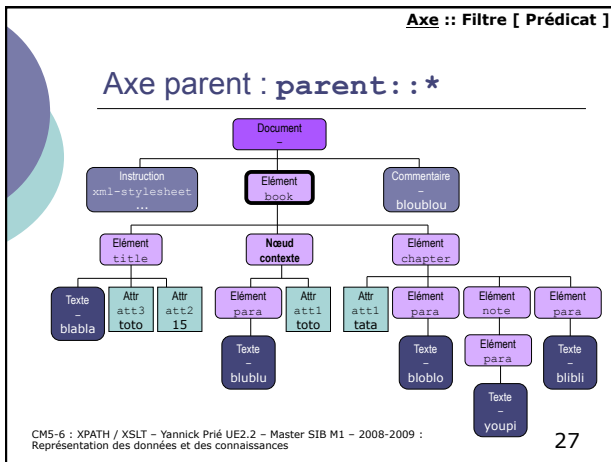 Axe :: Filtre [ Prédicat ]
Axe parent : parent::*
Document
–
Instruction
xml-stylesheet
...
Elément
book
Commentaire
–
bloublou
Elément
title
Nœud
contexte
Elément
chapter
Texte
–
blabla
Attr
att3
toto
Attr
att2
15
Elément
para
Attr
att1
toto
Attr
att1
tata
Elément
para
Elément
note
Elément
para
Texte
–
blublu
Texte
–
bloblo
Elément
para
Texte
–
blibli
Texte
–
youpi
CM5-6 : XPATH / XSLT – Yannick Prié UE2.2 – Master SIB M1 – 2008-2009 :
Représentation des données et des connaissances
27